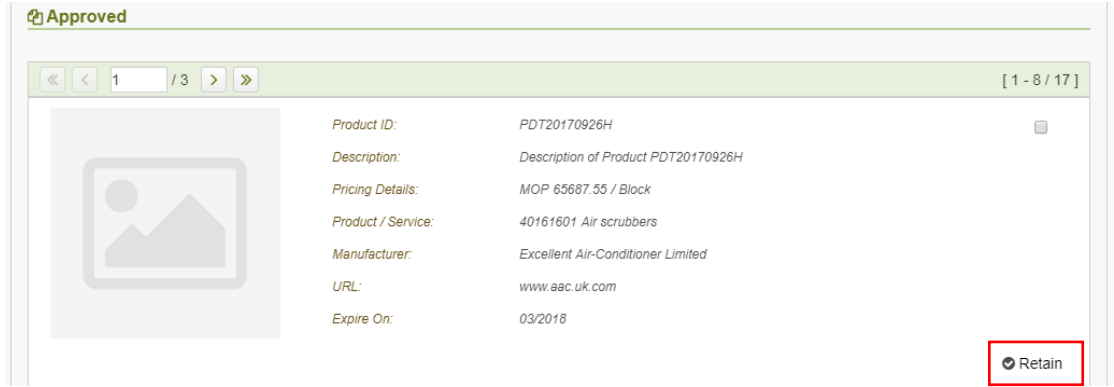 Approved
1 / 3 [ 1 - 8 / 17 ]
Product ID: PDT20170926H
Description: Description of Product PDT20170926H
Pricing Details: MOP 65687.55 / Block
Product / Service: 40161601 Air scrubbers
Manufacturer: Excellent Air-Conditioner Limited
URL: www.aac.uk.com
Expire On: 03/2018
Retain